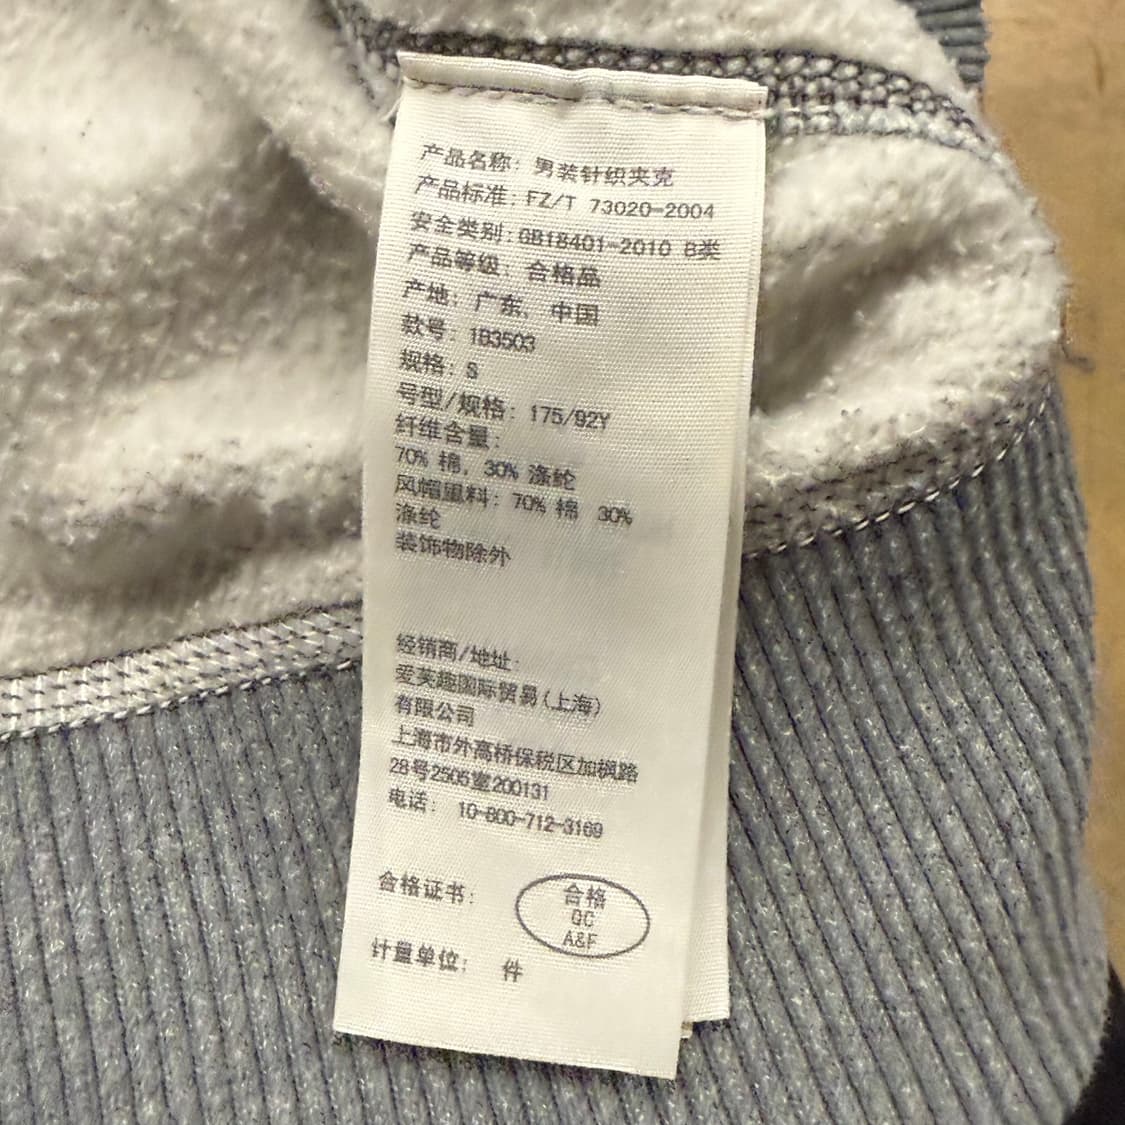 产品名称：男装针织夹克
产品标准：FZ/T 73020-2004
安全类别：GB18401-2010 B类
产品等级：合格品
产地：广东，中国
款号：1B3503
规格：S
号型/规格：175/92Y
纤维含量：
70% 棉，30% 涤纶
风帽里料：70% 棉 30%
涤纶
装饰物除外
经销商/地址：
爱芙趣国际贸易(上海)
有限公司
上海市外高桥保税区加枫路
28号2505室200131
电话： 10-800-712-3169
合格证书：
合格
QC
A&F
计量单位： 件